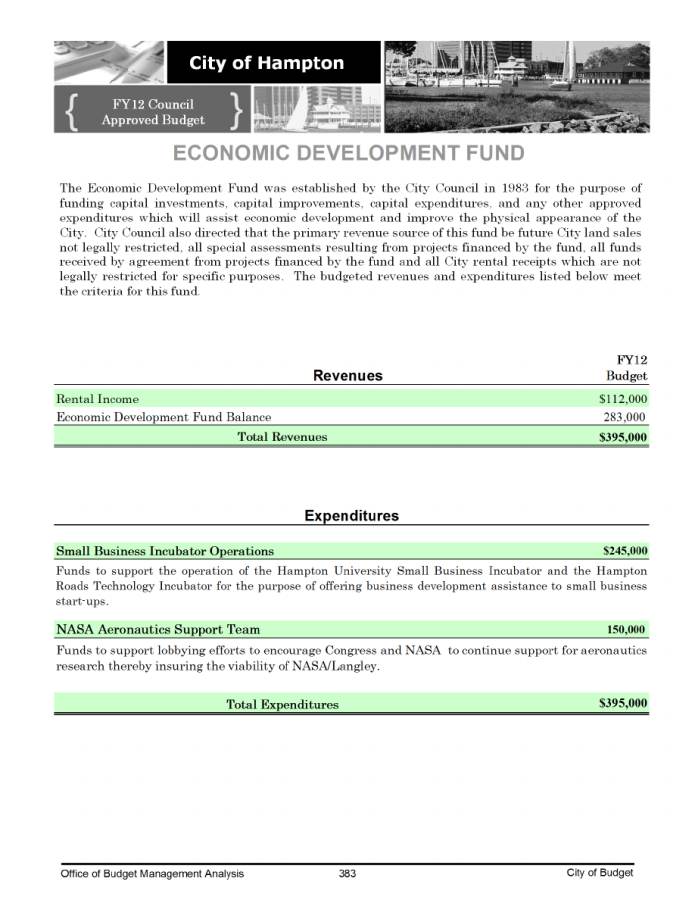 City of Hampton
FY12 Council
Approved Budget
ECONOMIC DEVELOPMENT FUND
The Economic Development Fund was established by the City Council in 1983 for the purpose of
funding capital investments, capital improvements, capital expenditures, and any other approved
expenditures which will assist economic development and improve the physical appearance of the
City. City Council also directed that the primary revenue source of this fund be future City land sales
not legally restricted, all special assessments resulting from projects financed by the fund, all funds
received by agreement from projects financed by the fund and all City rental receipts which are not
legally restricted for specific purposes. The budgeted revenues and expenditures listed below meet
the criteria for this fund.
FY12
Revenues Budget
Rental Income $112,000
Economic Development Fund Balance 283,000
Total Revenues $395,000
Expenditures
Small Business Incubator Operations $245,000
Funds to support the operation of the Hampton University Small Business Incubator and the Hampton
Roads Technology Incubator for the purpose of offering business development assistance to small business
start-ups.
NASA Aeronautics Support Team 150,000
Funds to support lobbying efforts to encourage Congress and NASA to continue support for aeronautics
research thereby insuring the viability of NASA/Langley.
Total Expenditures $395,000
Office of Budget Management Analysis 383 City of Budget